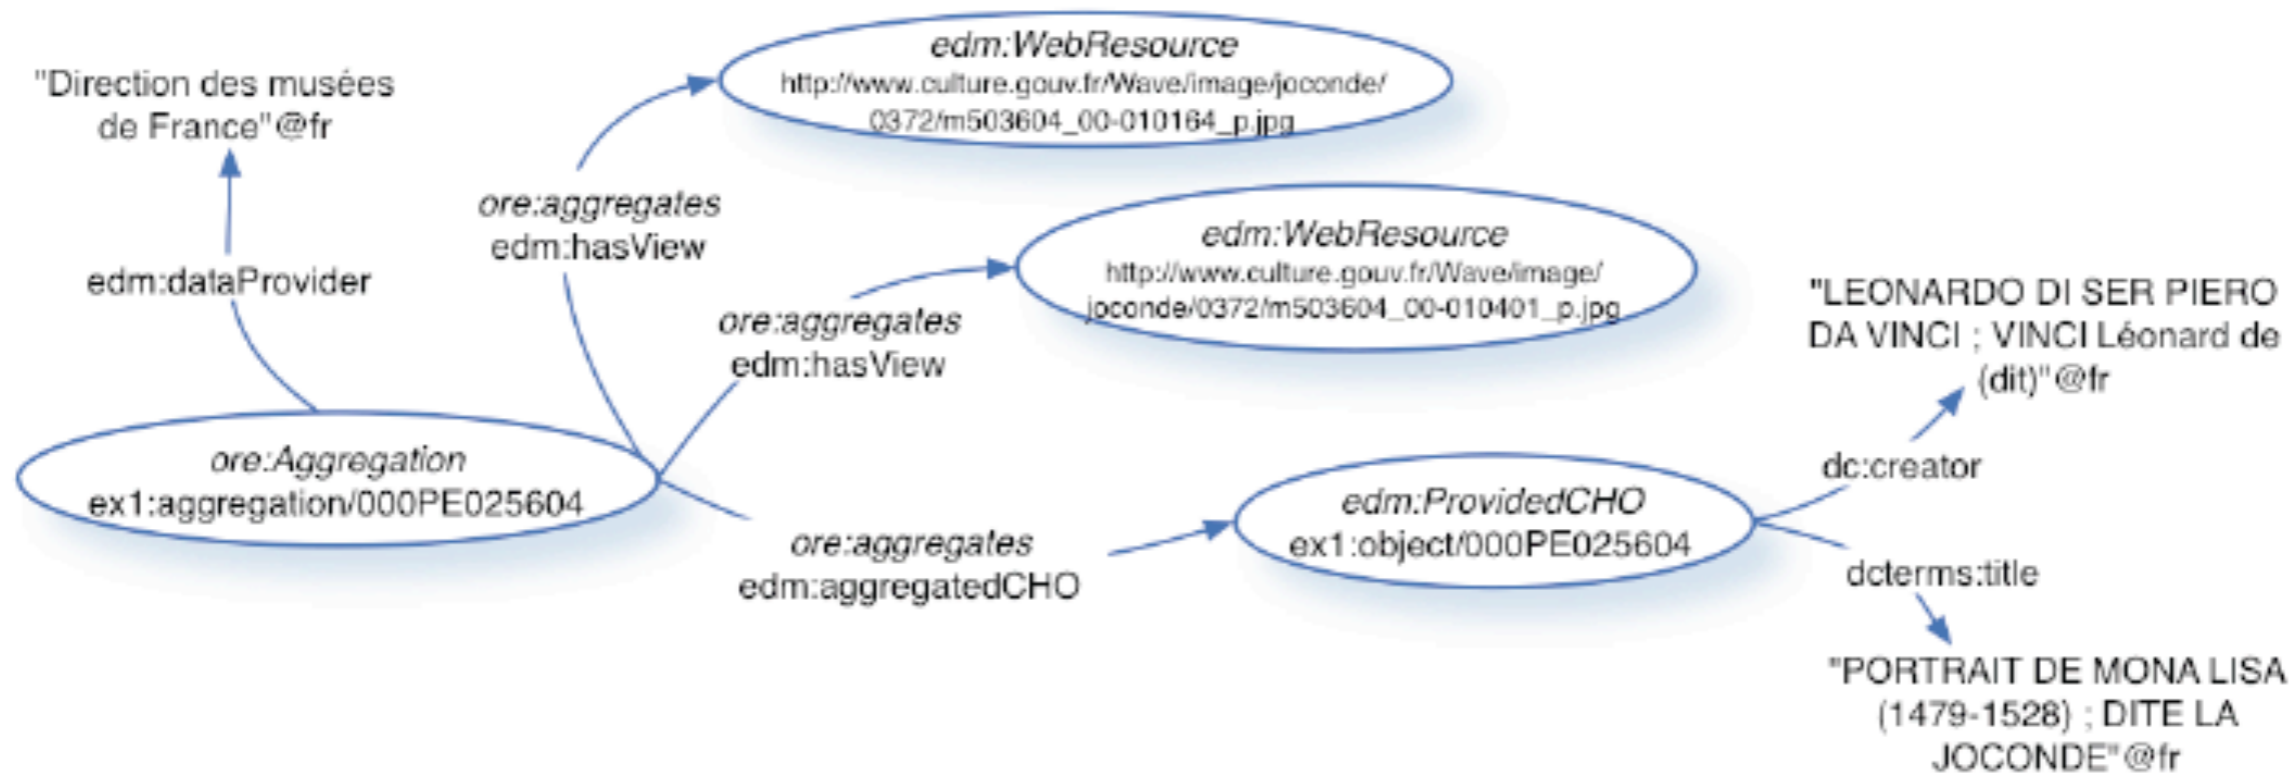 "Direction des musées
de France"@fr
edm:dataProvider
ore:Aggregation
ex1:aggregation/000PE025604
ore:aggregates
edm:hasView
edm:WebResource
http://www.culture.gouv.fr/Wave/image/joconde/
0372/m503604_00-010164_p.jpg
ore:aggregates
edm:hasView
edm:WebResource
http://www.culture.gouv.fr/Wave/image/
joconde/0372/m503604_00-010401_p.jpg
ore:aggregates
edm:aggregatedCHO
edm:ProvidedCHO
ex1:object/000PE025604
dc:creator
"LEONARDO DI SER PIERO
DA VINCI ; VINCI Léonard de
(dit)"@fr
dcterms:title
"PORTRAIT DE MONA LISA
(1479-1528) ; DITE LA
JOCONDE"@fr